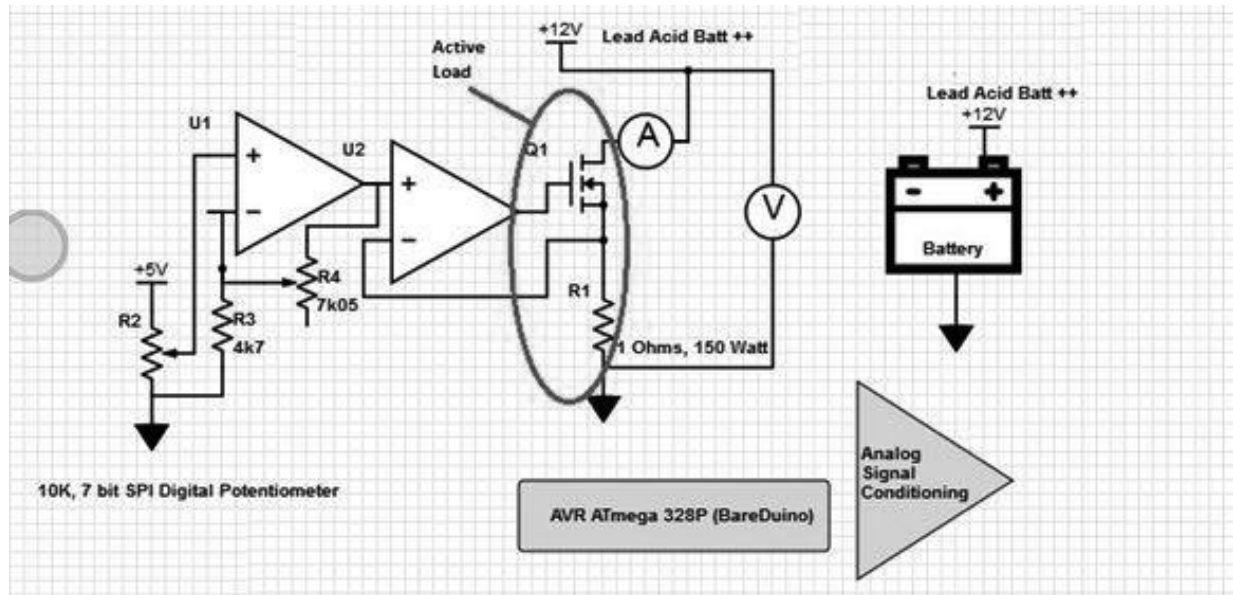 +12V
Lead Acid Batt ++
Active
Load
Lead Acid Batt ++
+12V
U1
U2
Q1
A
+
-
+
-
V
-
+
Battery
+5V
R4
7k05
R2
R3
4k7
R1
1 Ohms, 150 Watt
Analog
Signal
Conditioning
10K, 7 bit SPI Digital Potentiometer
AVR ATmega 328P (BareDuino)